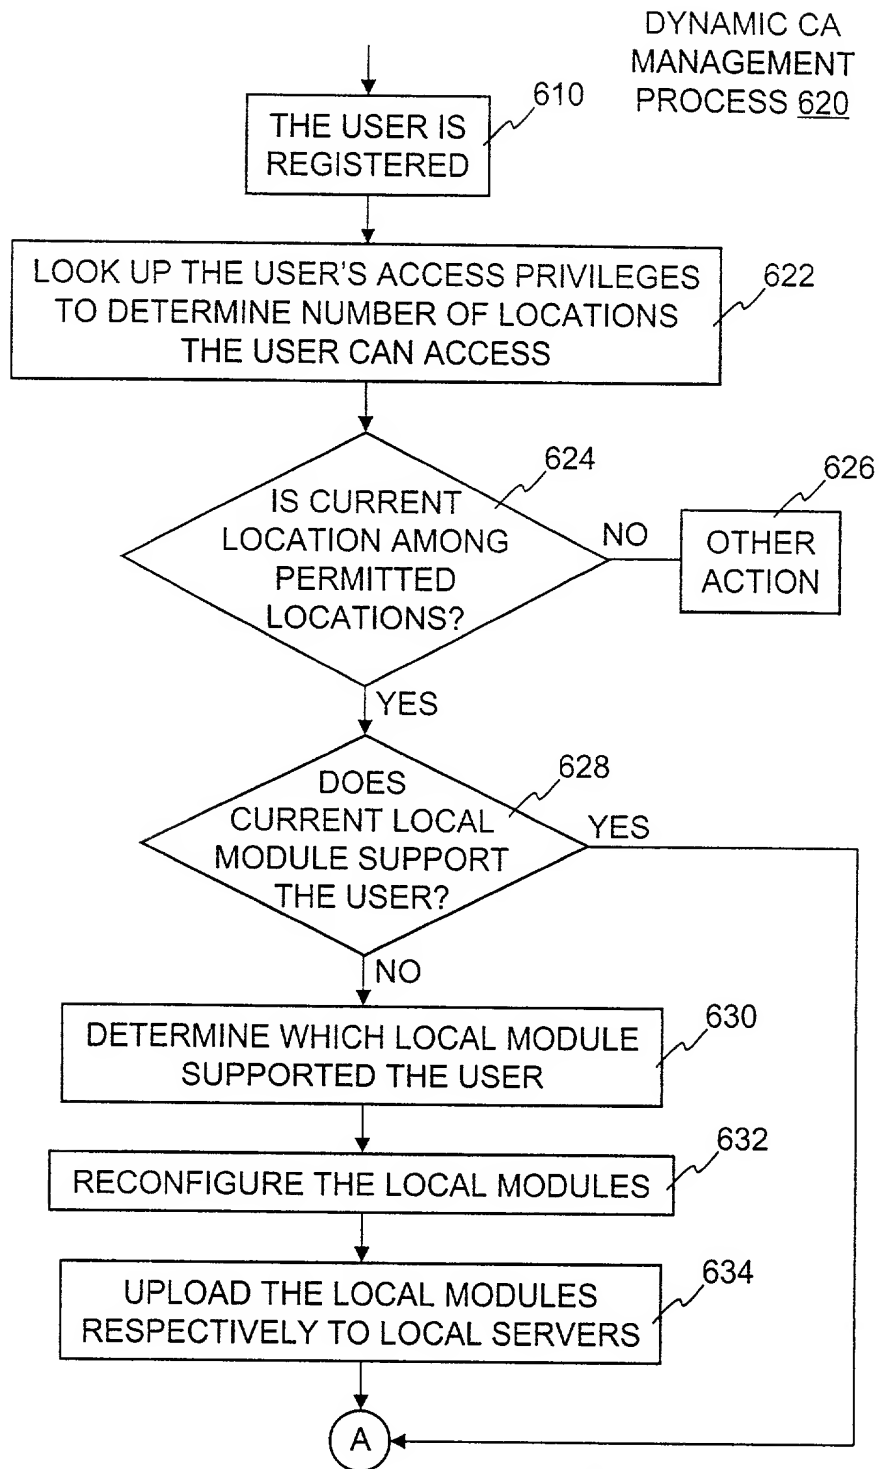 DYNAMIC CA
MANAGEMENT
PROCESS 620
610
THE USER IS
REGISTERED
622
LOOK UP THE USER'S ACCESS PRIVILEGES
TO DETERMINE NUMBER OF LOCATIONS
THE USER CAN ACCESS
624
IS CURRENT
LOCATION AMONG
PERMITTED
LOCATIONS?
NO
626
OTHER
ACTION
YES
628
DOES
CURRENT LOCAL
MODULE SUPPORT
THE USER?
YES
NO
630
DETERMINE WHICH LOCAL MODULE
SUPPORTED THE USER
632
RECONFIGURE THE LOCAL MODULES
634
UPLOAD THE LOCAL MODULES
RESPECTIVELY TO LOCAL SERVERS
A